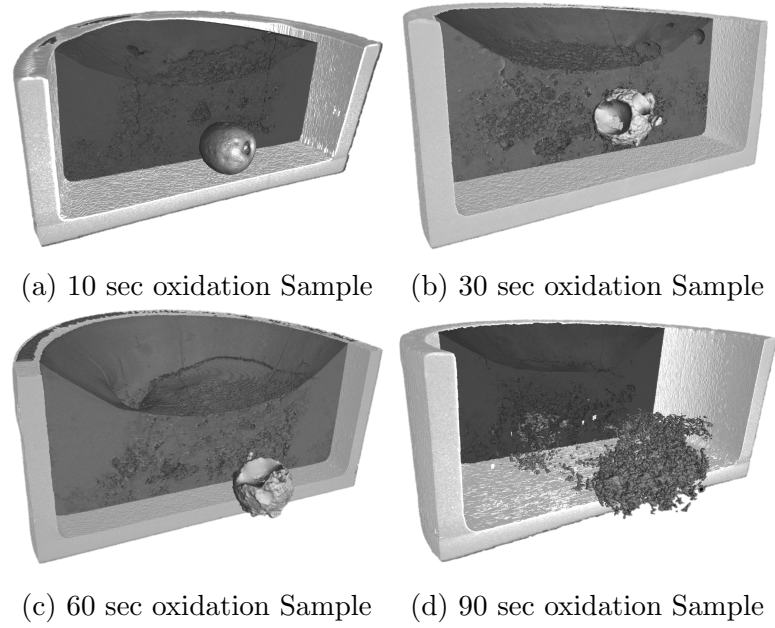 (a) 10 sec oxidation Sample
(b) 30 sec oxidation Sample
(c) 60 sec oxidation Sample
(d) 90 sec oxidation Sample